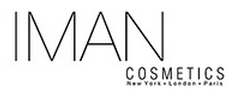 IMAN
COSMETICS
New York • London • Paris